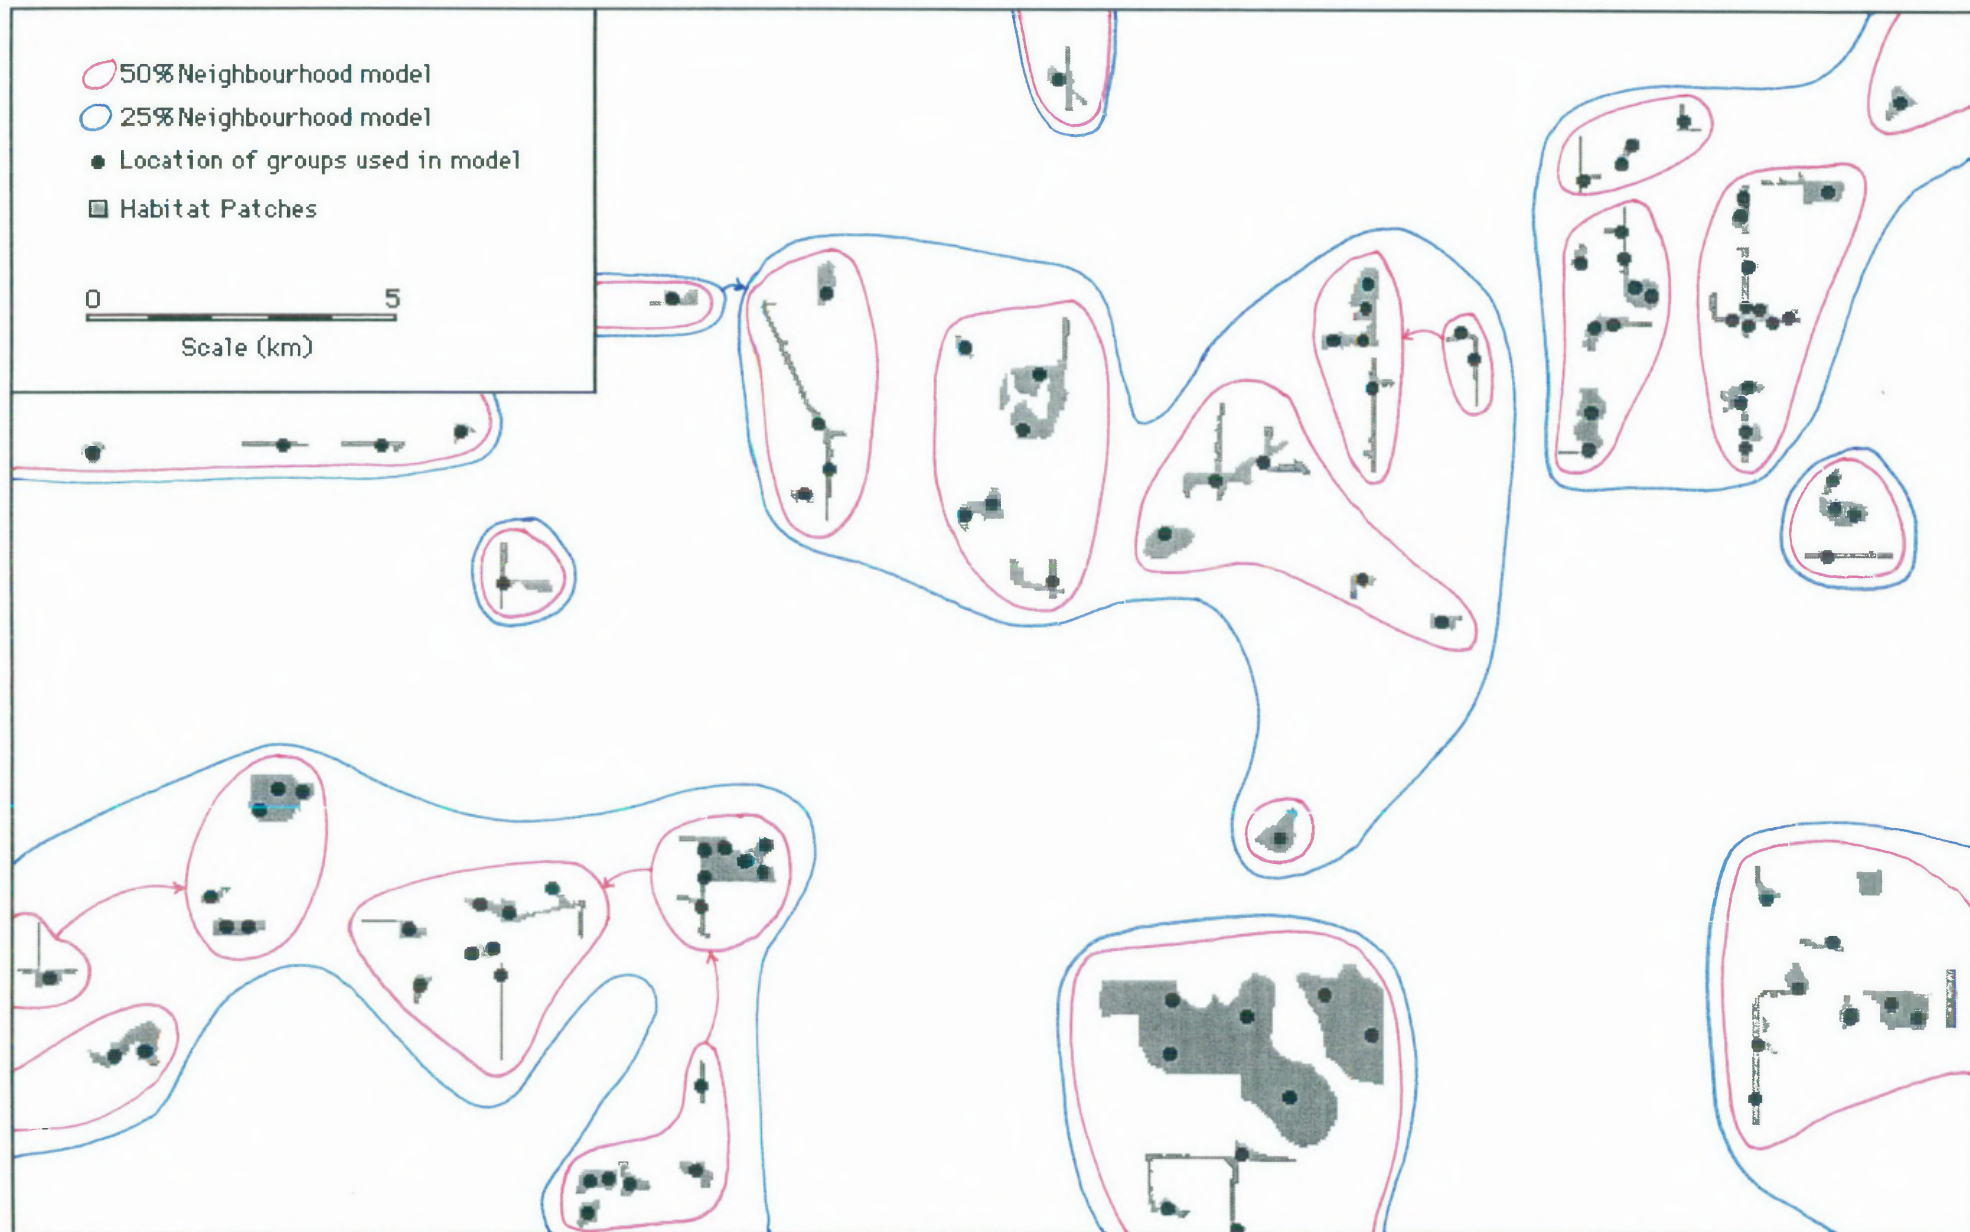 50% Neighbourhood model
25% Neighbourhood model
Location of groups used in model
Habitat Patches
0 5
Scale (km)